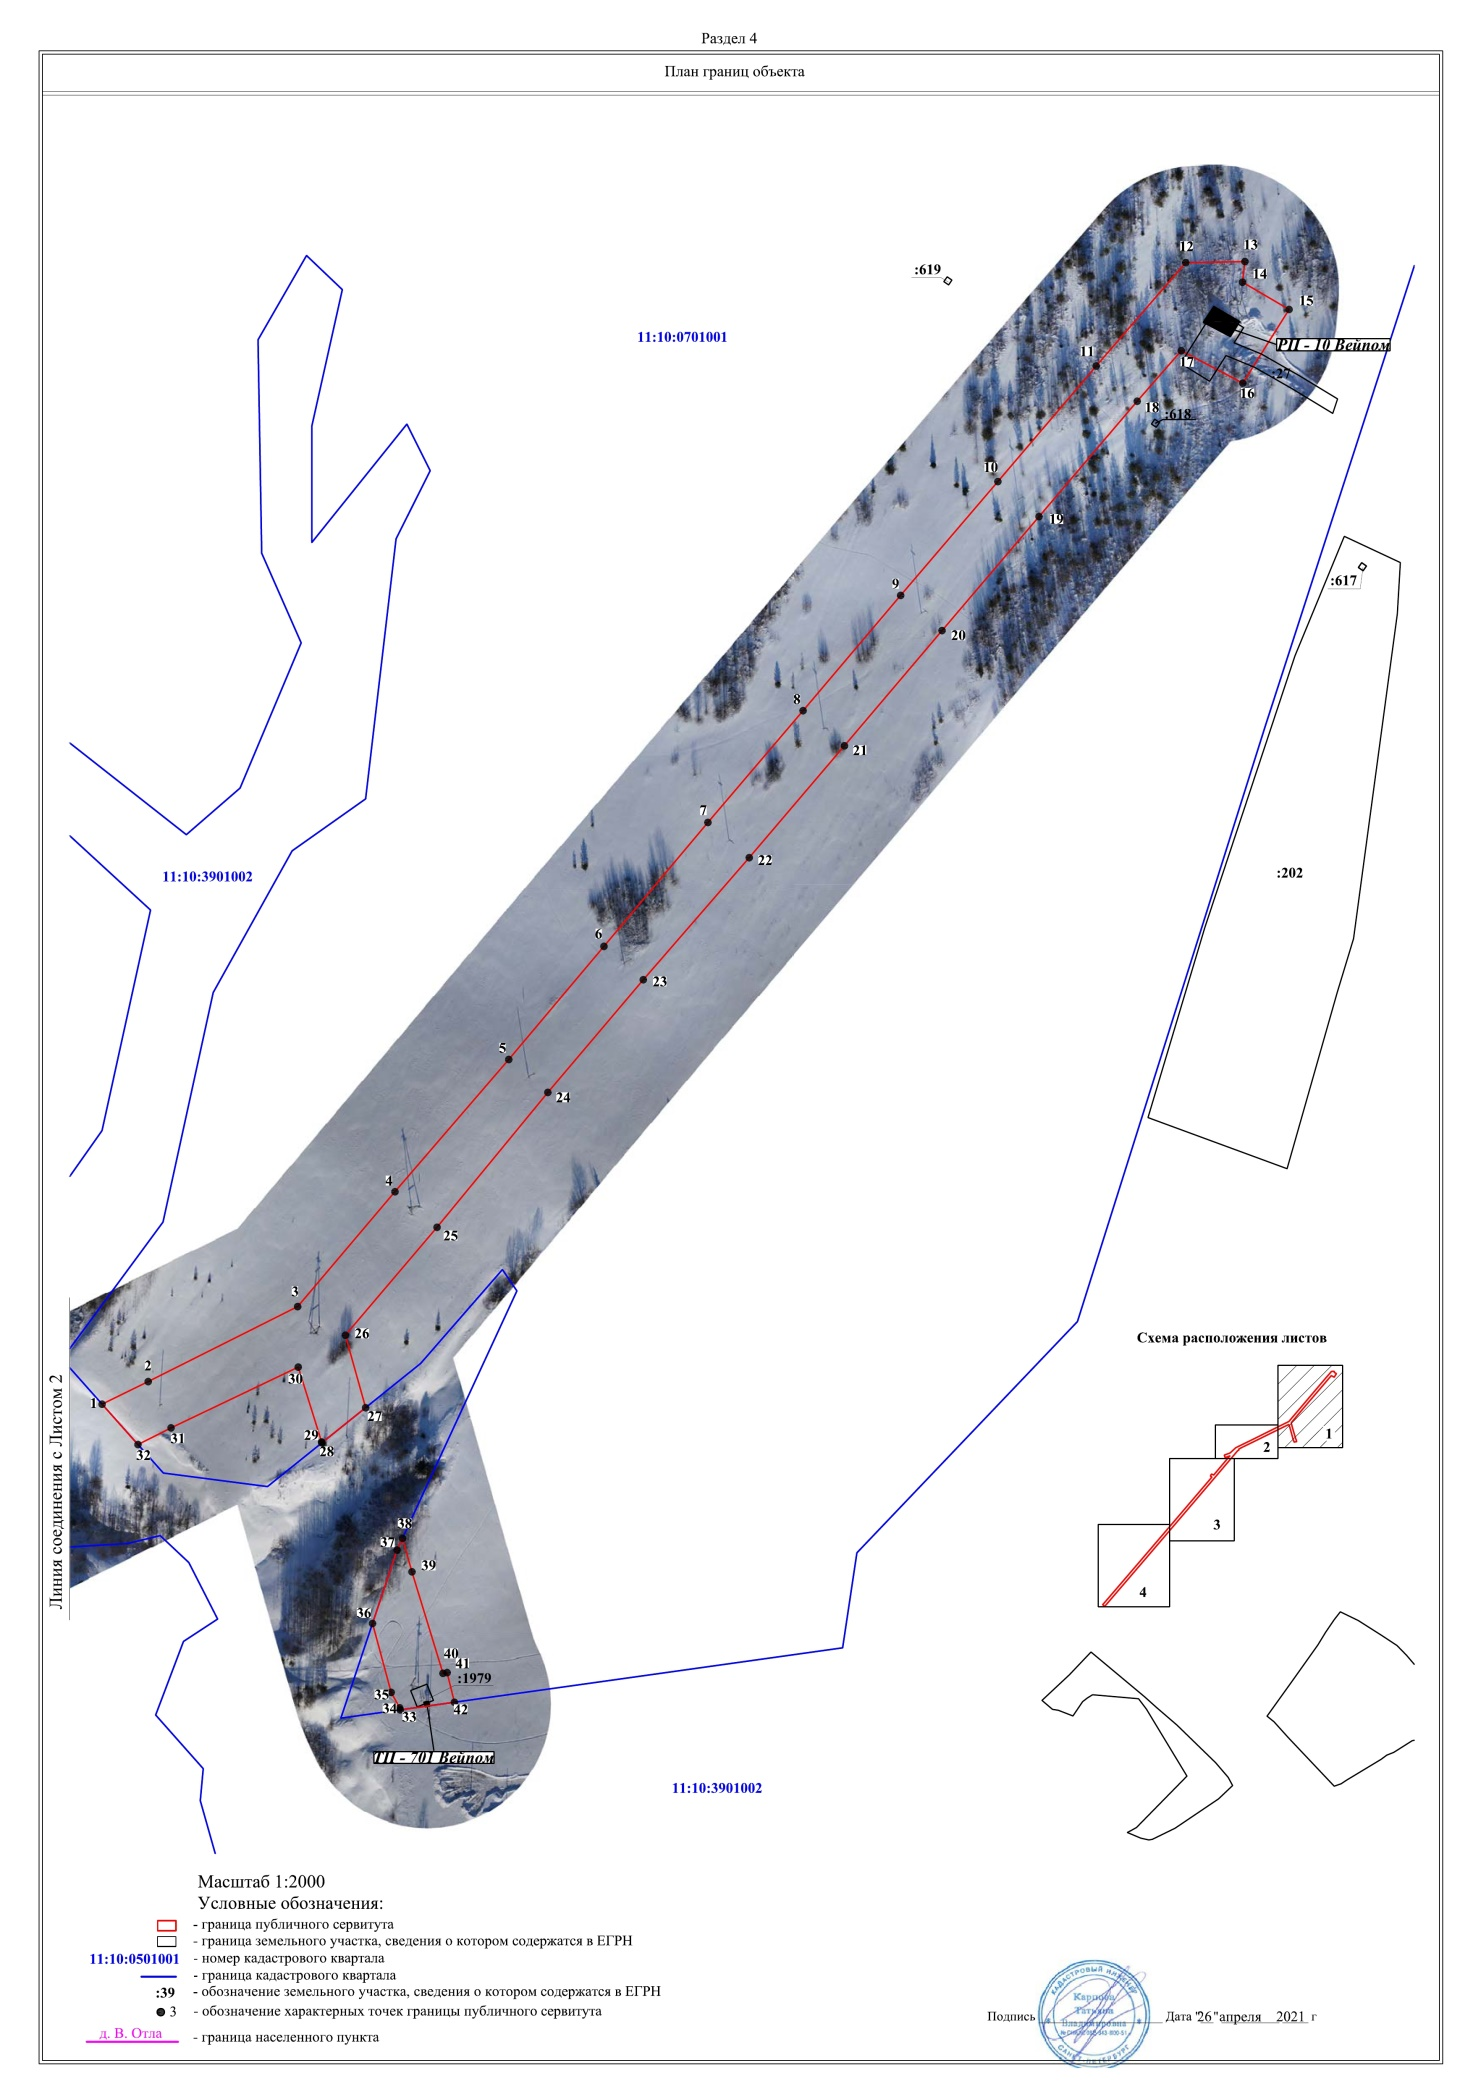 Раздел 4
План границ объекта
12
13
14
15
:619
11:10:0701001
РП - 10 Вейпом
11
17
:27
16
18
:618
10
19
:617
9
20
8
21
7
22
:202
11:10:3901002
6
23
5
24
4
25
3
26
Схема расположения листов
2
30
1
27
31
29
28
32
1
2
3
4
Линия соединения с Листом 2
38
37
39
36
40
41
:1979
35
34
33
42
ТП - 701 Вейпом
11:10:3901002
Масштаб 1:2000
Условные обозначения:
- граница публичного сервитута
- граница земельного участка, сведения о котором содержатся в ЕГРН
11:10:0501001 - номер кадастрового квартала
- граница кадастрового квартала
:39 - обозначение земельного участка, сведения о котором содержатся в ЕГРН
3 - обозначение характерных точек границы публичного сервитута
д. В. Отла - граница населенного пункта
КАДАСТРОВЫЙ ИНЖЕНЕР
Татьяна
Владимировна
САНКТ-ПЕТЕРБУРГ
Подпись Дата "26" апреля 2021 г